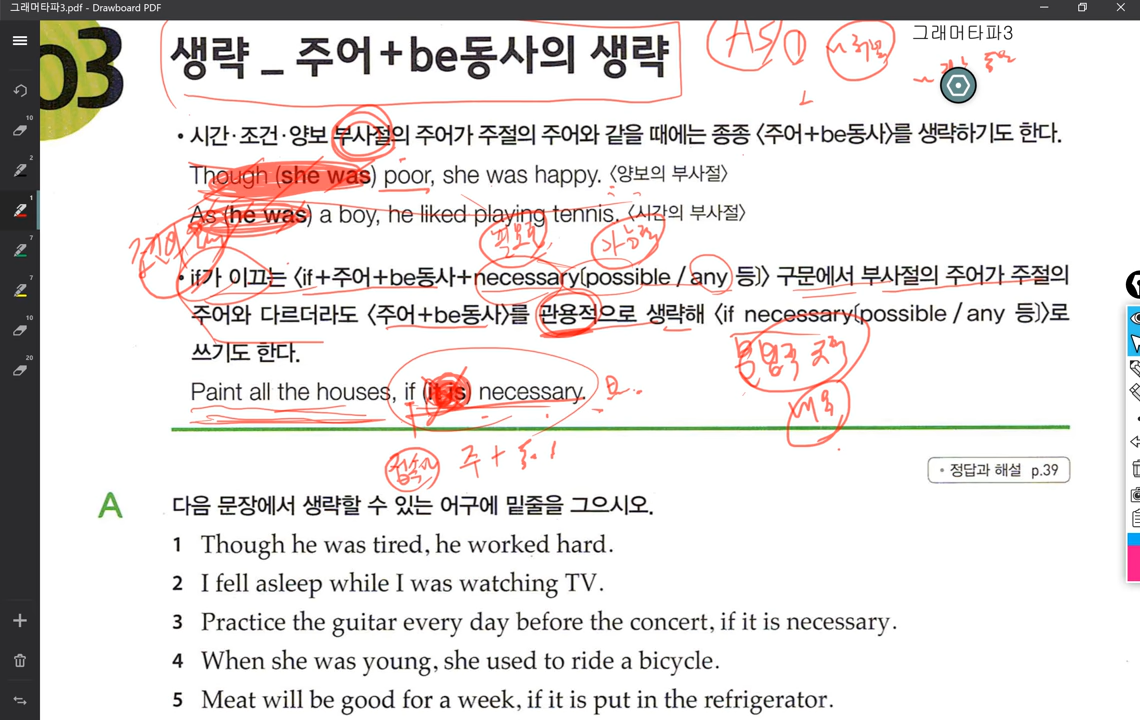 그래머타파3.pdf - Drawboard PDF
그래머타파3
03
생략 _ 주어+be동사의 생략
• 시간·조건·양보 부사절의 주어가 주절의 주어와 같을 때에는 종종 〈주어+be동사〉를 생략하기도 한다.
Though (she was) poor, she was happy. 〈양보의 부사절〉
As (he was) a boy, he liked playing tennis. 〈시간의 부사절〉
• if가 이끄는 〈if+주어+be동사+necessary(possible / any 등)〉 구문에서 부사절의 주어가 주절의
주어와 다르더라도 〈주어+be동사〉를 관용적으로 생략해 〈if necessary(possible / any 등)〉로
쓰기도 한다.
Paint all the houses, if (it is) necessary.
• 정답과 해설 p.39
A 다음 문장에서 생략할 수 있는 어구에 밑줄을 그으시오.
1 Though he was tired, he worked hard.
2 I fell asleep while I was watching TV.
3 Practice the guitar every day before the concert, if it is necessary.
4 When she was young, she used to ride a bicycle.
5 Meat will be good for a week, if it is put in the refrigerator.